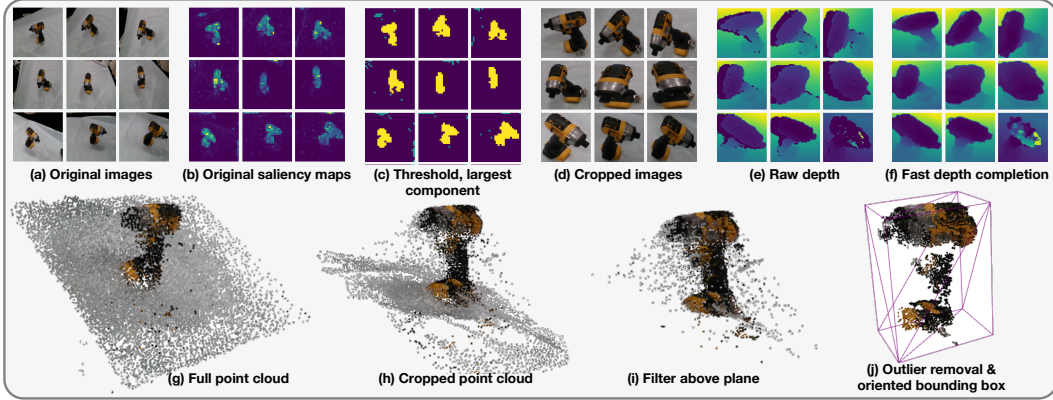 (a) Original images
(b) Original saliency maps
(c) Threshold, largest
component
(d) Cropped images
(e) Raw depth
(f) Fast depth completion
(g) Full point cloud
(h) Cropped point cloud
(i) Filter above plane
(j) Outlier removal &
oriented bounding box